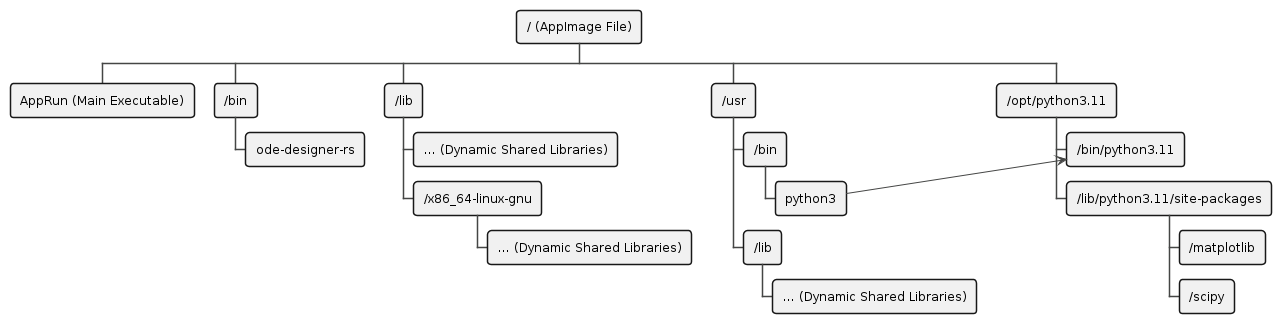 / (AppImage File)
AppRun (Main Executable)
/bin
/lib
/usr
/opt/python3.11
ode-designer-rs
... (Dynamic Shared Libraries)
/bin
/bin/python3.11
/x86_64-linux-gnu
python3
/lib/python3.11/site-packages
... (Dynamic Shared Libraries)
/lib
/matplotlib
... (Dynamic Shared Libraries)
/scipy